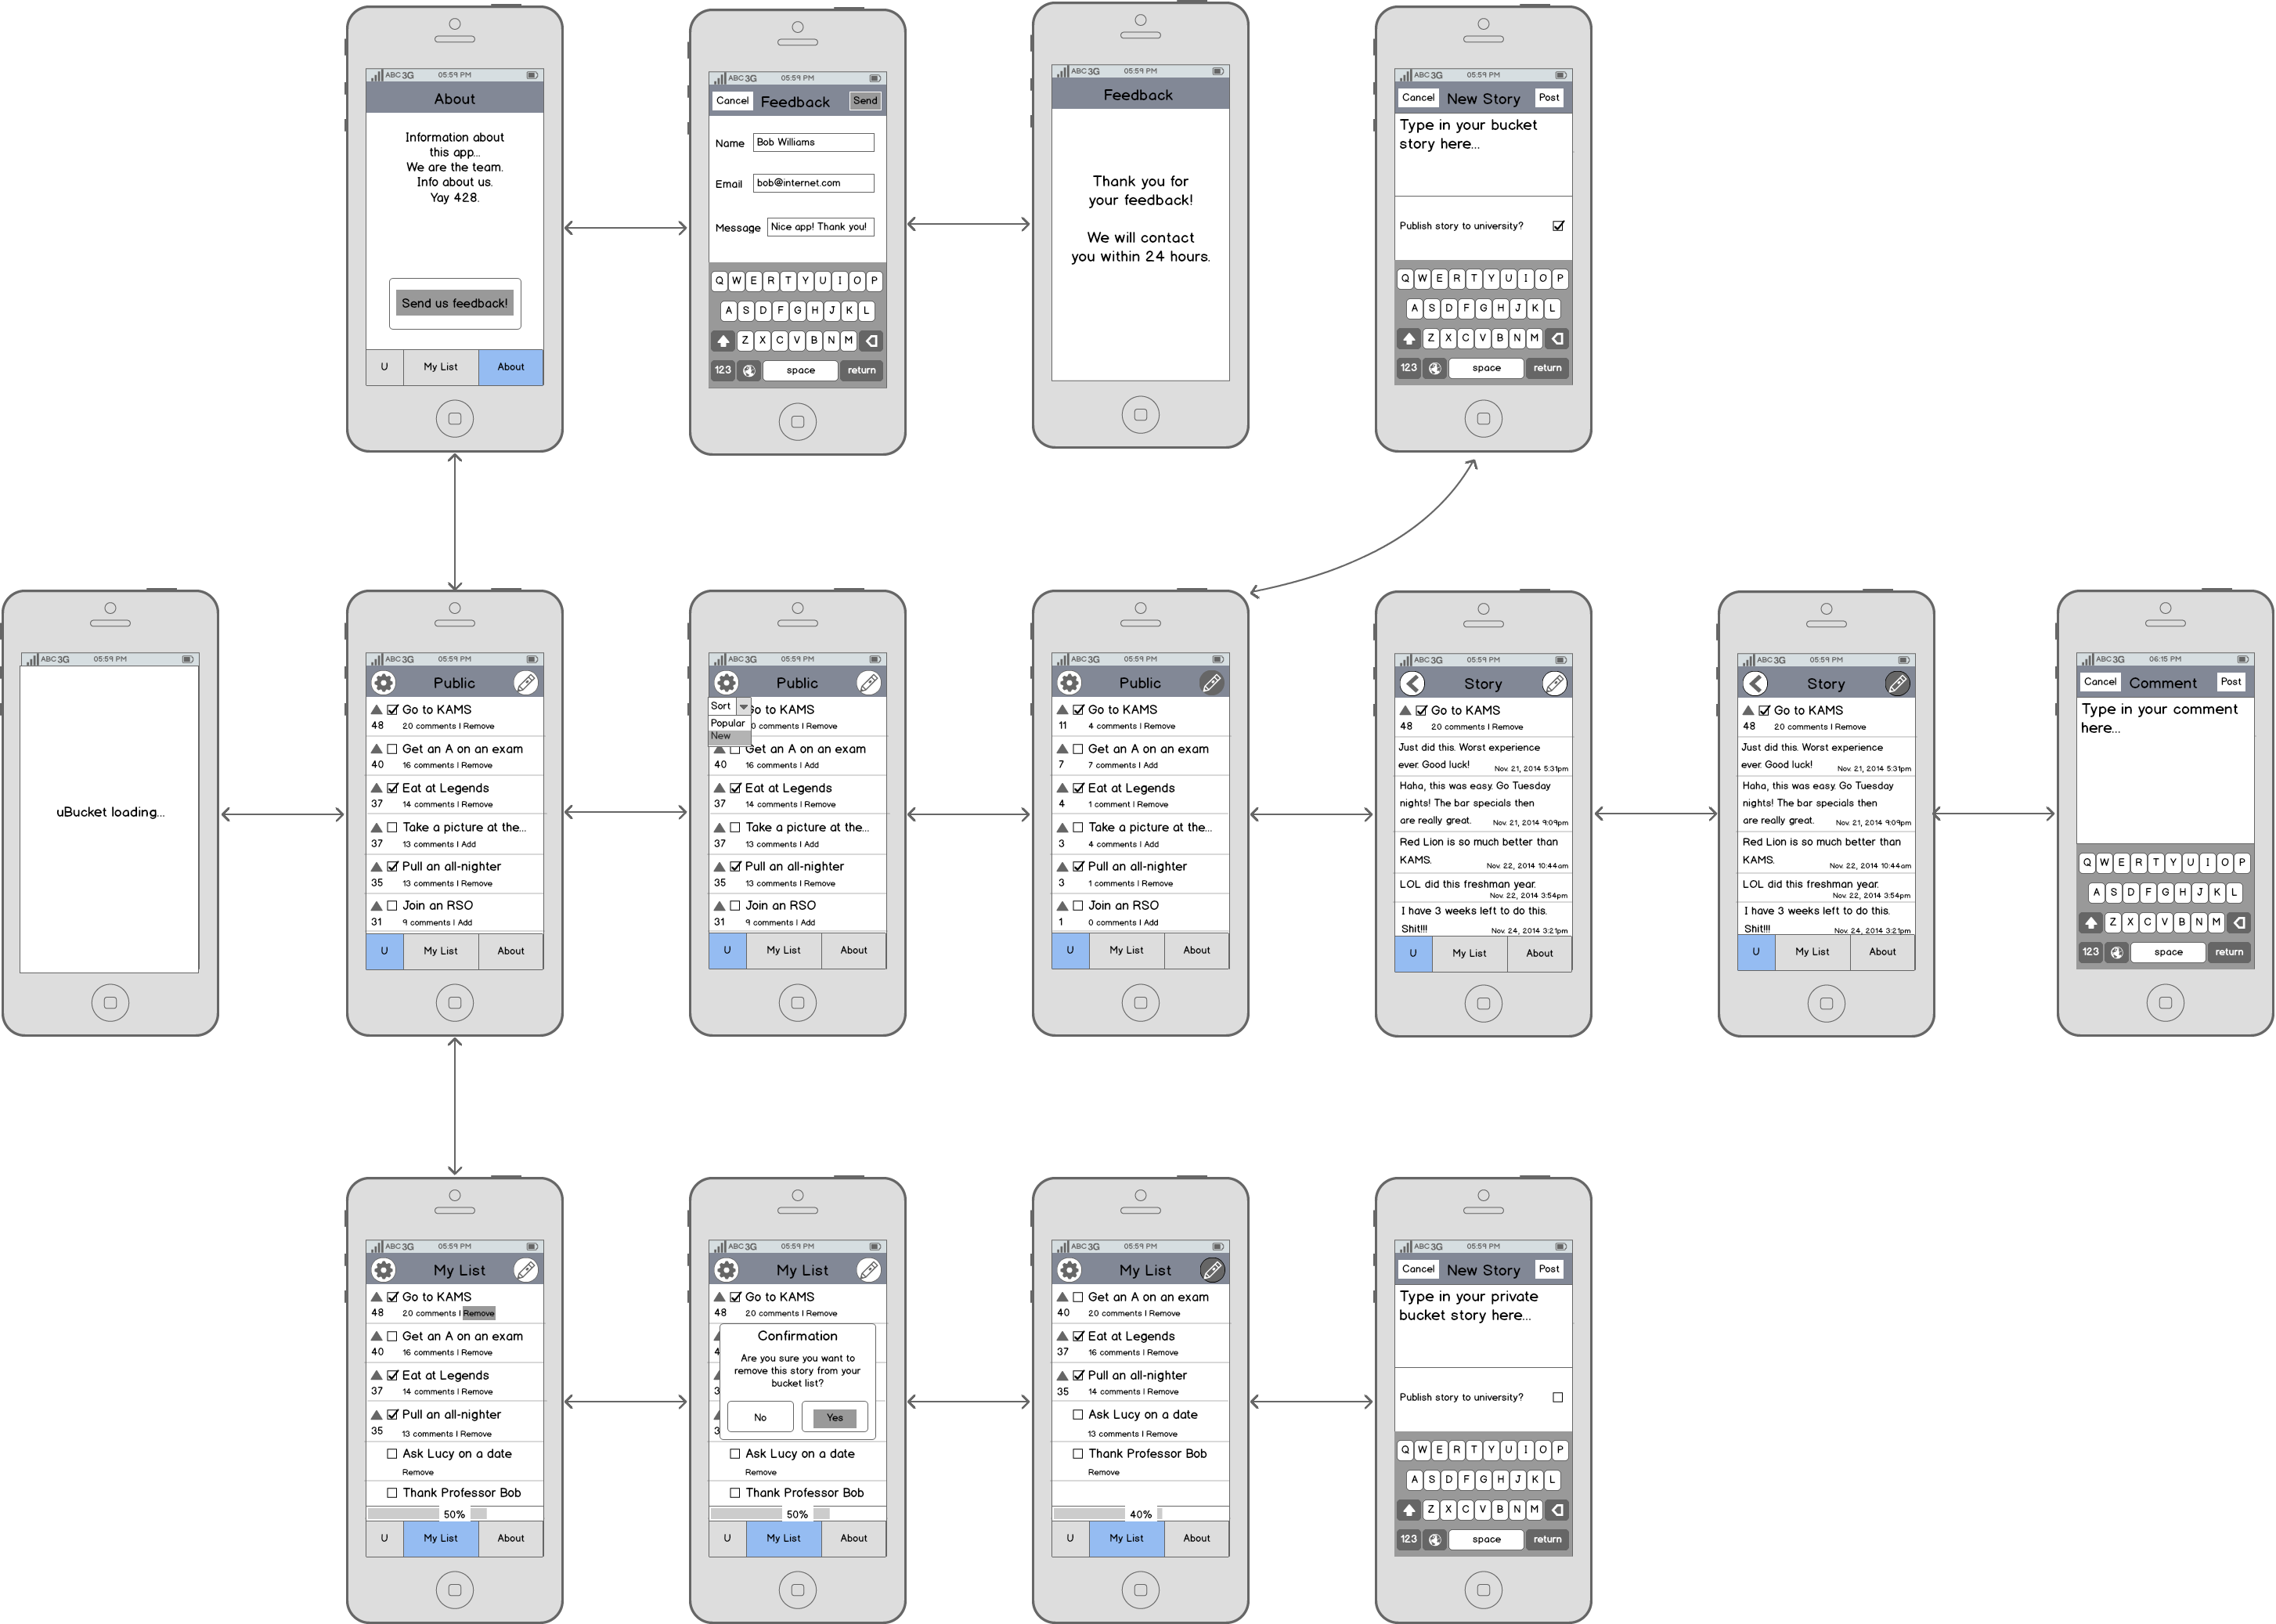 ABC 3G 05:59 PM
About
Information about
this app...
We are the team.
Info about us.
Yay 428.
Send us feedback!
U My List About
ABC 3G 05:59 PM
Cancel Feedback Send
Name Bob Williams
Email bob@internet.com
Message Nice app! Thank you!
Q W E R T Y U I O P
A S D F G H J K L
Z X C V B N M
123 space return
ABC 3G 05:59 PM
Feedback
Thank you for
your feedback!
We will contact
you within 24 hours.
ABC 3G 05:59 PM
Cancel New Story Post
Type in your bucket
story here...
Publish story to university?
Q W E R T Y U I O P
A S D F G H J K L
Z X C V B N M
123 space return
ABC 3G 05:59 PM
uBucket loading...
ABC 3G 05:59 PM
Public
Go to KAMS
48 20 comments | Remove
Get an A on an exam
40 16 comments | Remove
Eat at Legends
37 14 comments | Remove
Take a picture at the...
37 13 comments | Add
Pull an all-nighter
35 13 comments | Remove
Join an RSO
31 9 comments | Add
U My List About
ABC 3G 05:59 PM
Public
Sort
Popular
New
Go to KAMS
0 comments | Remove
Get an A on an exam
40 16 comments | Add
Eat at Legends
37 14 comments | Remove
Take a picture at the...
37 13 comments | Add
Pull an all-nighter
35 13 comments | Remove
Join an RSO
31 9 comments | Add
U My List About
ABC 3G 05:59 PM
Public
Go to KAMS
11 4 comments | Remove
Get an A on an exam
7 7 comments | Add
Eat at Legends
4 1 comment | Remove
Take a picture at the...
3 4 comments | Add
Pull an all-nighter
3 1 comments | Remove
Join an RSO
1 0 comments | Add
U My List About
ABC 3G 05:59 PM
Story
Go to KAMS
48 20 comments | Remove
Just did this. Worst experience
ever. Good luck! Nov. 21, 2014 5:31pm
Haha, this was easy. Go Tuesday
nights! The bar specials then
are really great. Nov. 21, 2014 9:09pm
Red Lion is so much better than
KAMS. Nov. 22, 2014 10:44am
LOL did this freshman year.
Nov. 22, 2014 3:54pm
I have 3 weeks left to do this.
Shit!!! Nov. 24, 2014 3:21pm
U My List About
ABC 3G 05:59 PM
Story
Go to KAMS
48 20 comments | Remove
Just did this. Worst experience
ever. Good luck! Nov. 21, 2014 5:31pm
Haha, this was easy. Go Tuesday
nights! The bar specials then
are really great. Nov. 21, 2014 9:09pm
Red Lion is so much better than
KAMS. Nov. 22, 2014 10:44am
LOL did this freshman year.
Nov. 22, 2014 3:54pm
I have 3 weeks left to do this.
Shit!!! Nov. 24, 2014 3:21pm
U My List About
ABC 3G 06:15 PM
Cancel Comment Post
Type in your comment
here...
Q W E R T Y U I O P
A S D F G H J K L
Z X C V B N M
123 space return
ABC 3G 05:59 PM
My List
Go to KAMS
48 20 comments | Remove
Get an A on an exam
40 16 comments | Remove
Eat at Legends
37 14 comments | Remove
Pull an all-nighter
35 13 comments | Remove
Ask Lucy on a date
Remove
Thank Professor Bob
50%
U My List About
ABC 3G 05:59 PM
My List
Go to KAMS
48 20 comments | Remove
4
3
3
Confirmation
Are you sure you want to
remove this story from your
bucket list?
No Yes
Ask Lucy on a date
Remove
Thank Professor Bob
50%
U My List About
ABC 3G 05:59 PM
My List
Get an A on an exam
40 20 comments | Remove
Eat at Legends
37 16 comments | Remove
Pull an all-nighter
35 14 comments | Remove
Ask Lucy on a date
13 comments | Remove
Thank Professor Bob
Remove
40%
U My List About
ABC 3G 05:59 PM
Cancel New Story Post
Type in your private
bucket story here...
Publish story to university?
Q W E R T Y U I O P
A S D F G H J K L
Z X C V B N M
123 space return